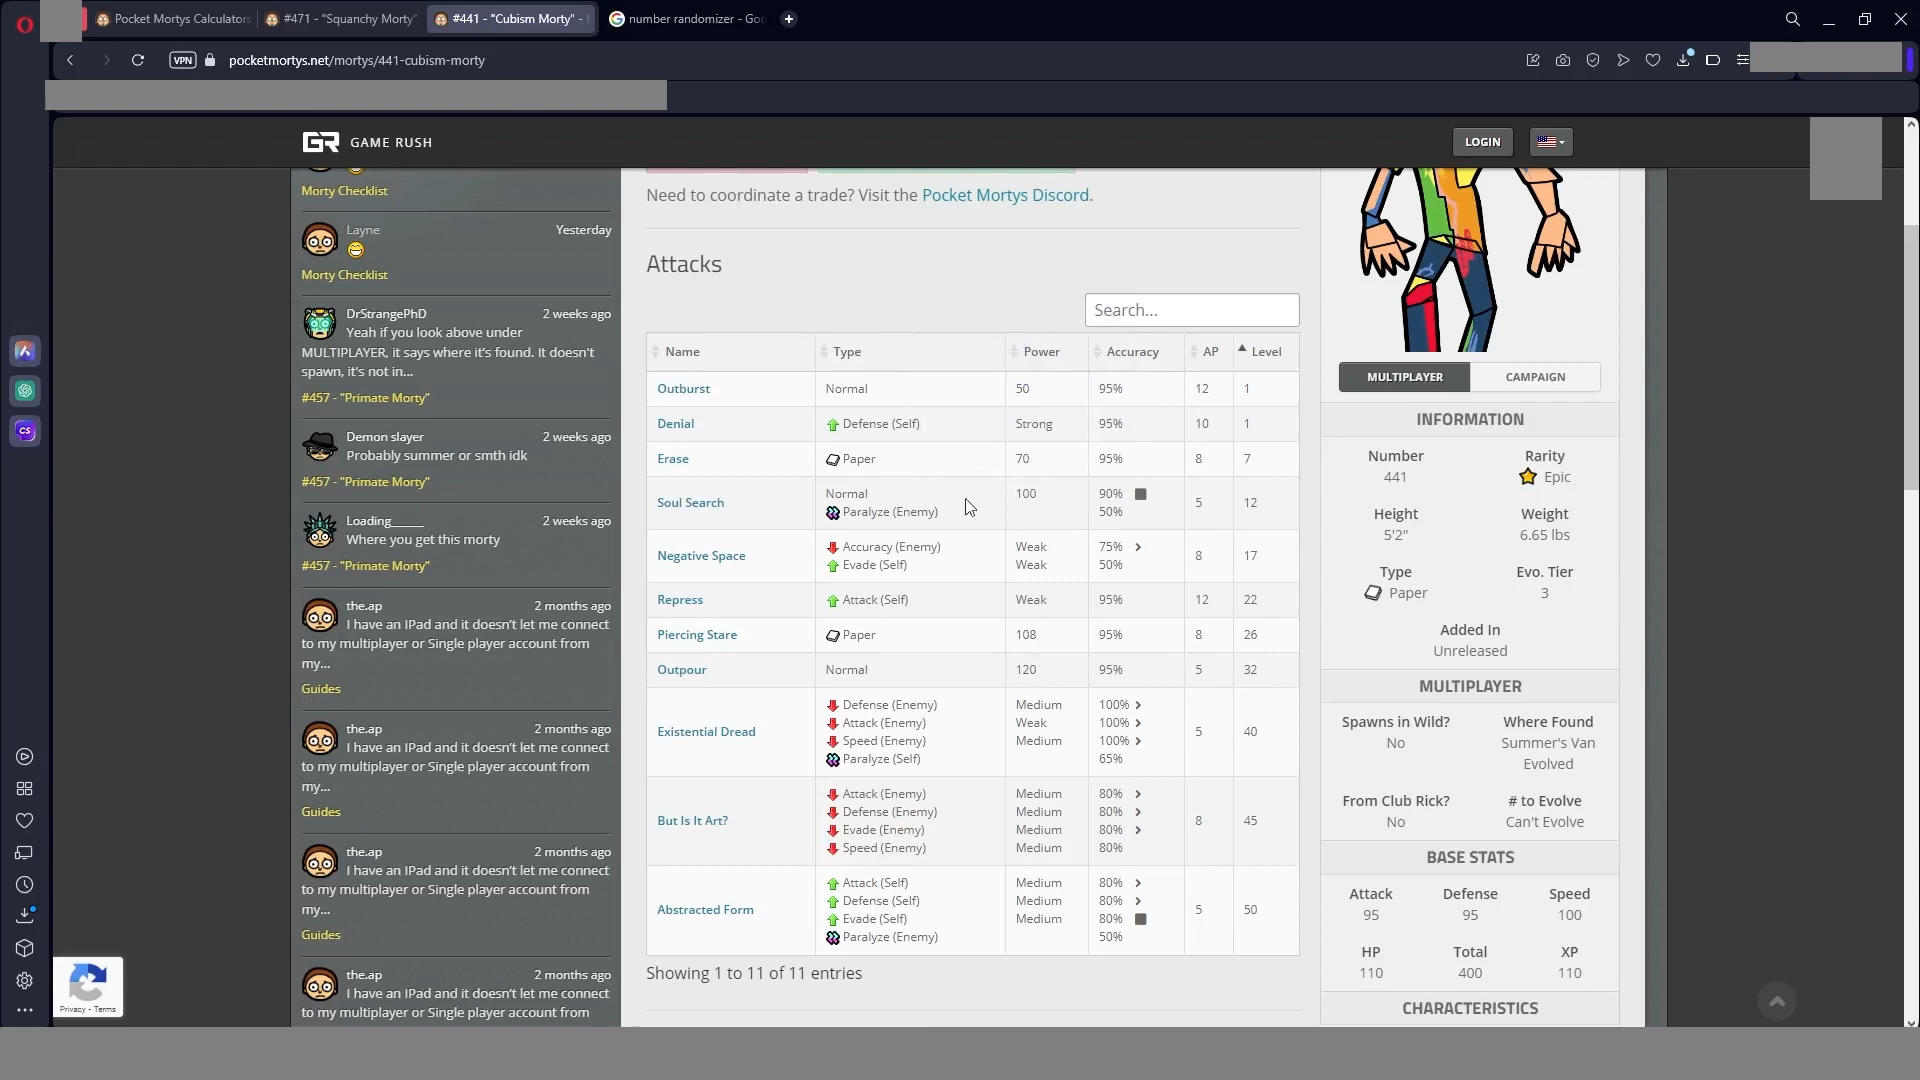 Pocket Mortys Calculators
#471 - "Squanchy Morty"
#441 - "Cubism Morty" -
number randomizer - Goo
VPN
pocketmortys.net/mortys/441-cubism-morty
GR GAME RUSH
LOGIN
Morty Checklist
Layne Yesterday
Morty Checklist
DrStrangePhD 2 weeks ago
Yeah if you look above under
MULTIPLAYER, it says where it's found. It doesn't
spawn, it's not in...
#457 - "Primate Morty"
Demon slayer 2 weeks ago
Probably summer or smth idk
#457 - "Primate Morty"
Loading_____ 2 weeks ago
Where you get this morty
#457 - "Primate Morty"
the.ap 2 months ago
I have an IPad and it doesn't let me connect
to my multiplayer or Single player account from
my...
Guides
the.ap 2 months ago
I have an IPad and it doesn't let me connect
to my multiplayer or Single player account from
my...
Guides
the.ap 2 months ago
I have an IPad and it doesn't let me connect
to my multiplayer or Single player account from
my...
Guides
the.ap 2 months ago
I have an IPad and it doesn't let me connect
to my multiplayer or Single player account from
Privacy - Terms
CS
Need to coordinate a trade? Visit the Pocket Mortys Discord.
Attacks
Search...
Name Type Power Accuracy AP Level
Outburst Normal 50 95% 12 1
Denial Defense (Self) Strong 95% 10 1
Erase Paper 70 95% 8 7
Soul Search Normal 100 90% 5 12
Paralyze (Enemy) 50%
Negative Space Accuracy (Enemy) Weak 75% 8 17
Evade (Self) Weak 50%
Repress Attack (Self) Weak 95% 12 22
Piercing Stare Paper 108 95% 8 26
Outpour Normal 120 95% 5 32
Existential Dread Defense (Enemy) Medium 100% 5 40
Attack (Enemy) Weak 100%
Speed (Enemy) Medium 100%
Paralyze (Self) 65%
But Is It Art? Attack (Enemy) Medium 80% 8 45
Defense (Enemy) Medium 80%
Evade (Enemy) Medium 80%
Speed (Enemy) Medium 80%
Abstracted Form Attack (Self) Medium 80% 5 50
Defense (Self) Medium 80%
Evade (Self) Medium 80%
Paralyze (Enemy) 50%
Showing 1 to 11 of 11 entries
MULTIPLAYER CAMPAIGN
INFORMATION
Number Rarity
441 Epic
Height Weight
5'2" 6.65 lbs
Type Evo. Tier
Paper 3
Added In
Unreleased
MULTIPLAYER
Spawns in Wild? Where Found
No Summer's Van
Evolved
From Club Rick? # to Evolve
No Can't Evolve
BASE STATS
Attack Defense Speed
95 95 100
HP Total XP
110 400 110
CHARACTERISTICS